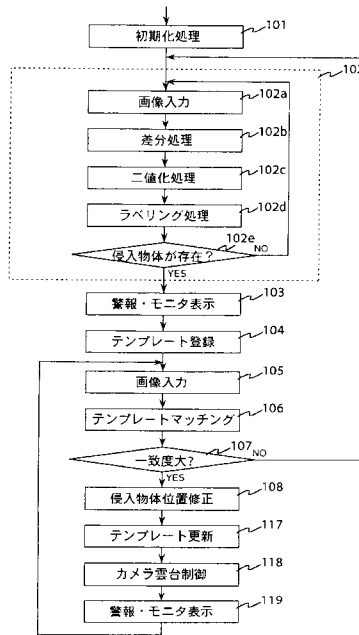 初期化処理 101
102
画像入力 102a
差分処理 102b
二値化処理 102c
ラベリング処理 102d
侵入物体が存在? 102e
NO
YES
警報・モニタ表示 103
テンプレート登録 104
画像入力 105
テンプレートマッチング 106
一致度大? 107
NO
YES
侵入物体位置修正 108
テンプレート更新 117
カメラ雲台制御 118
警報・モニタ表示 119